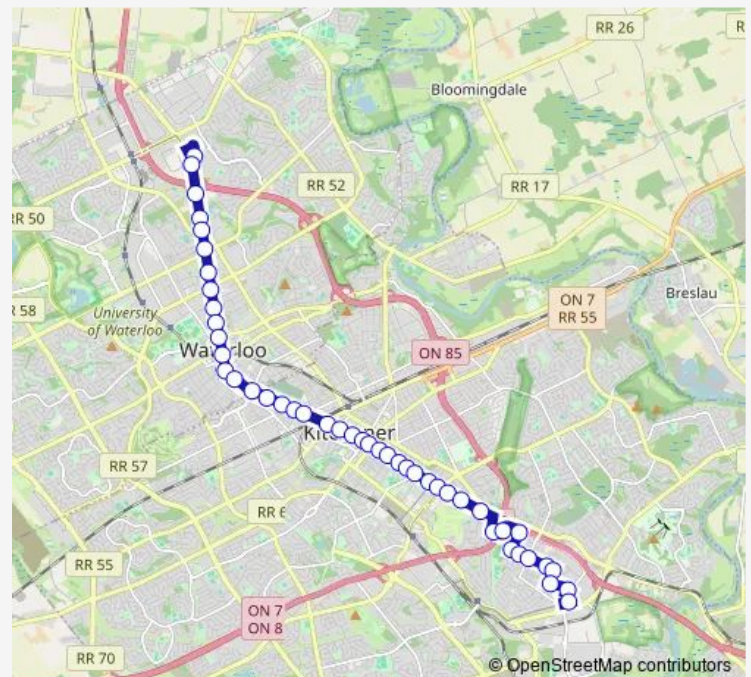 RR 26
R
Bloomingdale
RR 52
RR 17
RR 50
ON 7
RR 55
Breslau
58
University
of Waterloo
Waterloo
ON 85
RR 57
RR 6
RR 55
ON 7
ON 8
RR 70
© OpenStreetMap contributors